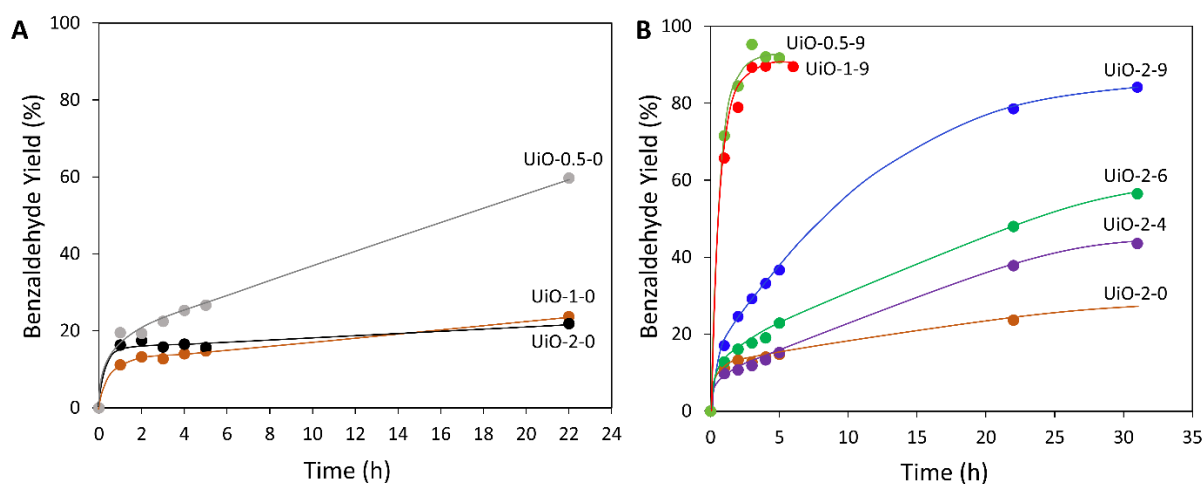 A
Benzaldehyde Yield (%)
100
80
60
40
20
0
0 2 4 6 8 10 12 14 16 18 20 22 24
Time (h)
UiO-0.5-0
UiO-1-0
UiO-2-0
B
Benzaldehyde Yield (%)
100
80
60
40
20
0
0 5 10 15 20 25 30 35
Time (h)
UiO-0.5-9
UiO-1-9
UiO-2-9
UiO-2-6
UiO-2-4
UiO-2-0